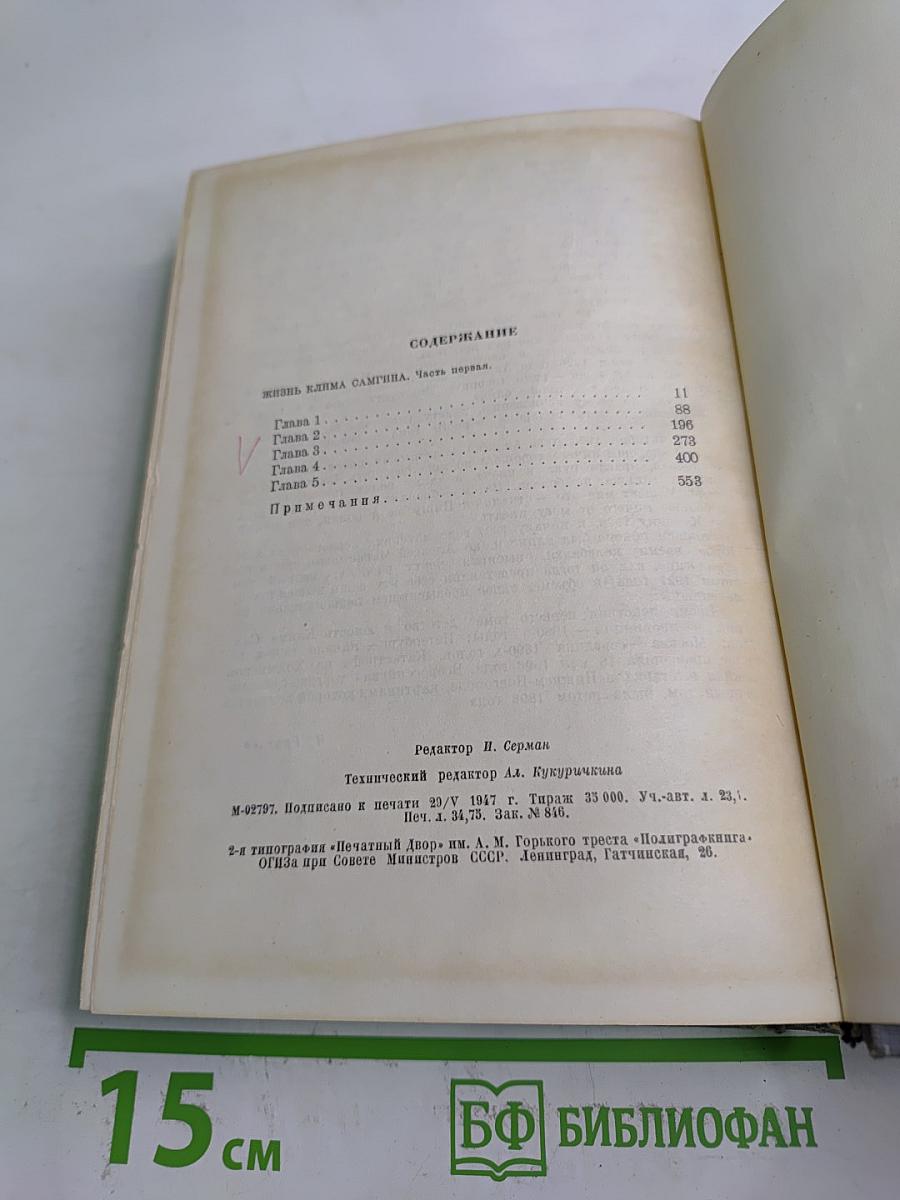 СОДЕРЖАНИЕ
ЖИЗНЬ КЛИМА САМГИНА. Часть первая.
Глава 1 . . . . . . . . . . . . . . . . . . . . . . . . 11
Глава 2 . . . . . . . . . . . . . . . . . . . . . . . . 88
Глава 3 . . . . . . . . . . . . . . . . . . . . . . . . 196
Глава 4 . . . . . . . . . . . . . . . . . . . . . . . . 273
Глава 5 . . . . . . . . . . . . . . . . . . . . . . . . 400
Примечания . . . . . . . . . . . . . . . . . . . . 553
Редактор И. Серман
Технический редактор Ал. Кукуричкина
М-02797. Подписано к печати 29/V 1947 г. Тираж 35 000. Уч.-авт. л. 23,
Печ. л. 34,75. Зак. № 846.
2-я типография «Печатный Двор» им. А. М. Горького треста «Полиграфкнига»
ОГИЗа при Совете Министров СССР. Ленинград, Гатчинская, 26.
15 см
БФ БИБЛИОФАН